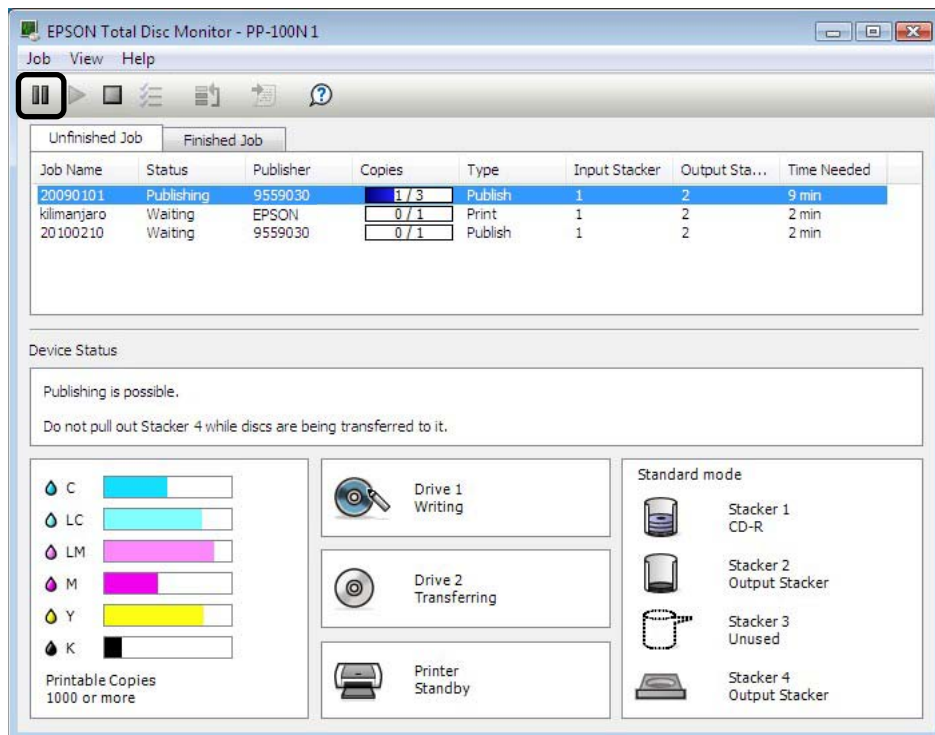 EPSON Total Disc Monitor - PP-100N 1
Job View Help
Unfinished Job Finished Job
Job Name Status Publisher Copies Type Input Stacker Output Sta... Time Needed
20090101 Publishing 9559030 1 / 3 Publish 1 2 9 min
kilimanjaro Waiting EPSON 0 / 1 Print 1 2 2 min
20100210 Waiting 9559030 0 / 1 Publish 1 2 2 min
Device Status
Publishing is possible.
Do not pull out Stacker 4 while discs are being transferred to it.
C
LC
LM
M
Y
K
Printable Copies
1000 or more
Drive 1
Writing
Drive 2
Transferring
Printer
Standby
Standard mode
Stacker 1
CD-R
Stacker 2
Output Stacker
Stacker 3
Unused
Stacker 4
Output Stacker